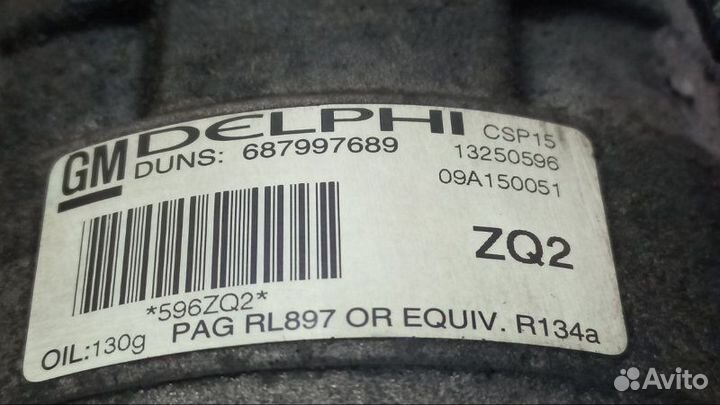 GM DELPHI CSP15
DUNS: 687997689 13250596
09A150051
ZQ2
*596ZQ2*
OIL:130g PAG RL897 OR EQUIV. R134a
Avito